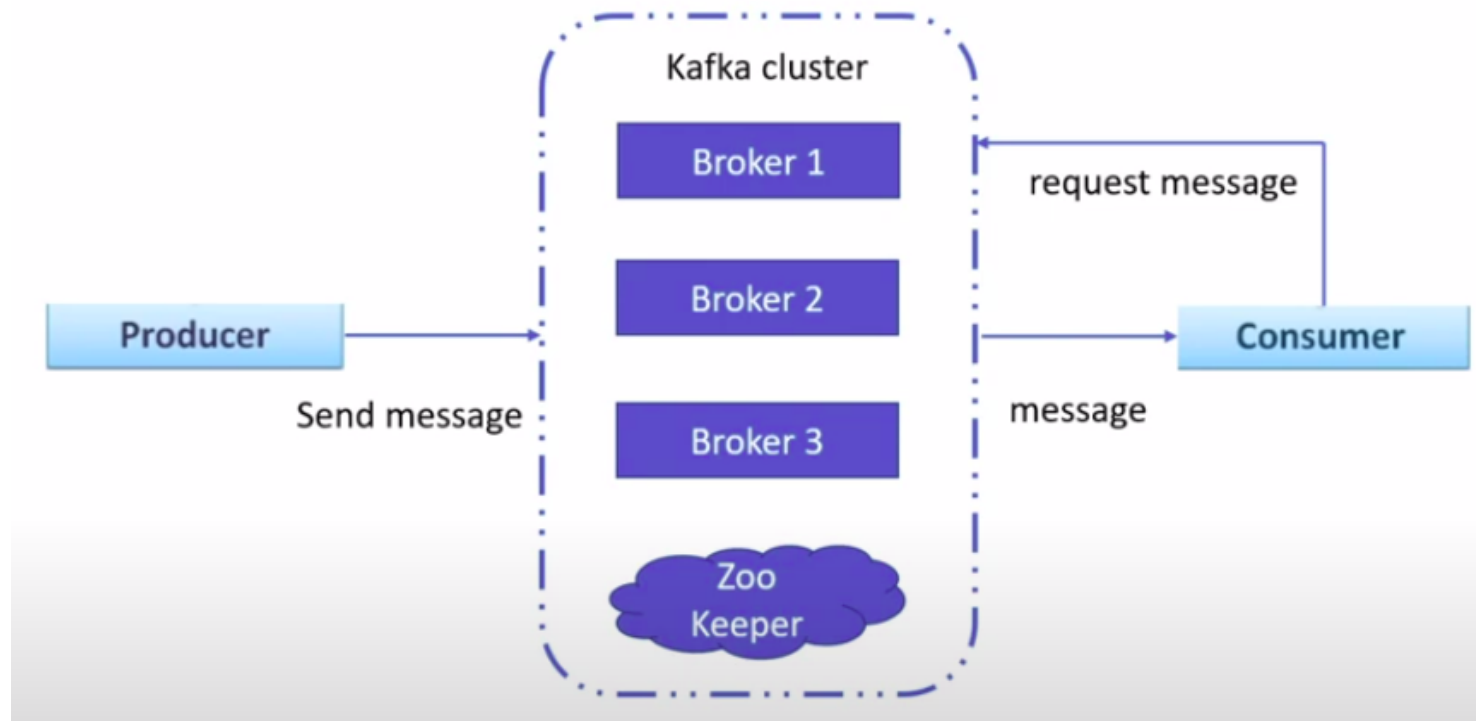 Kafka cluster
Broker 1
request message
Broker 2
Producer
Consumer
Send message
message
Broker 3
Zoo
Keeper